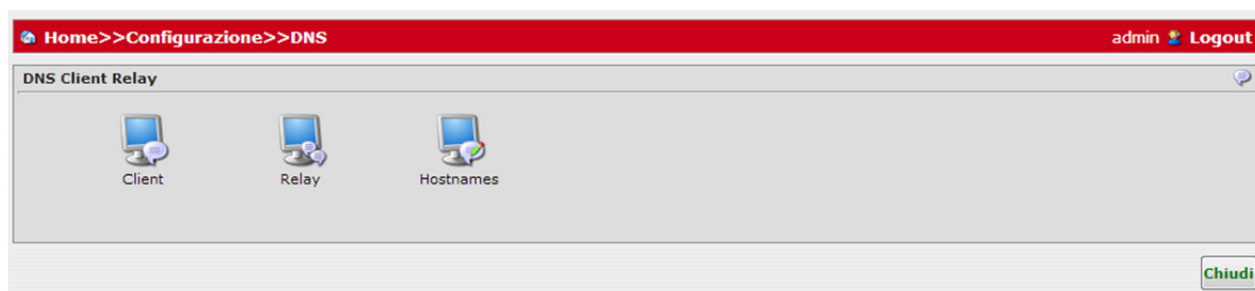 Home>>Configurazione>>DNS admin Logout
DNS Client Relay
Client Relay Hostnames
Chiudi